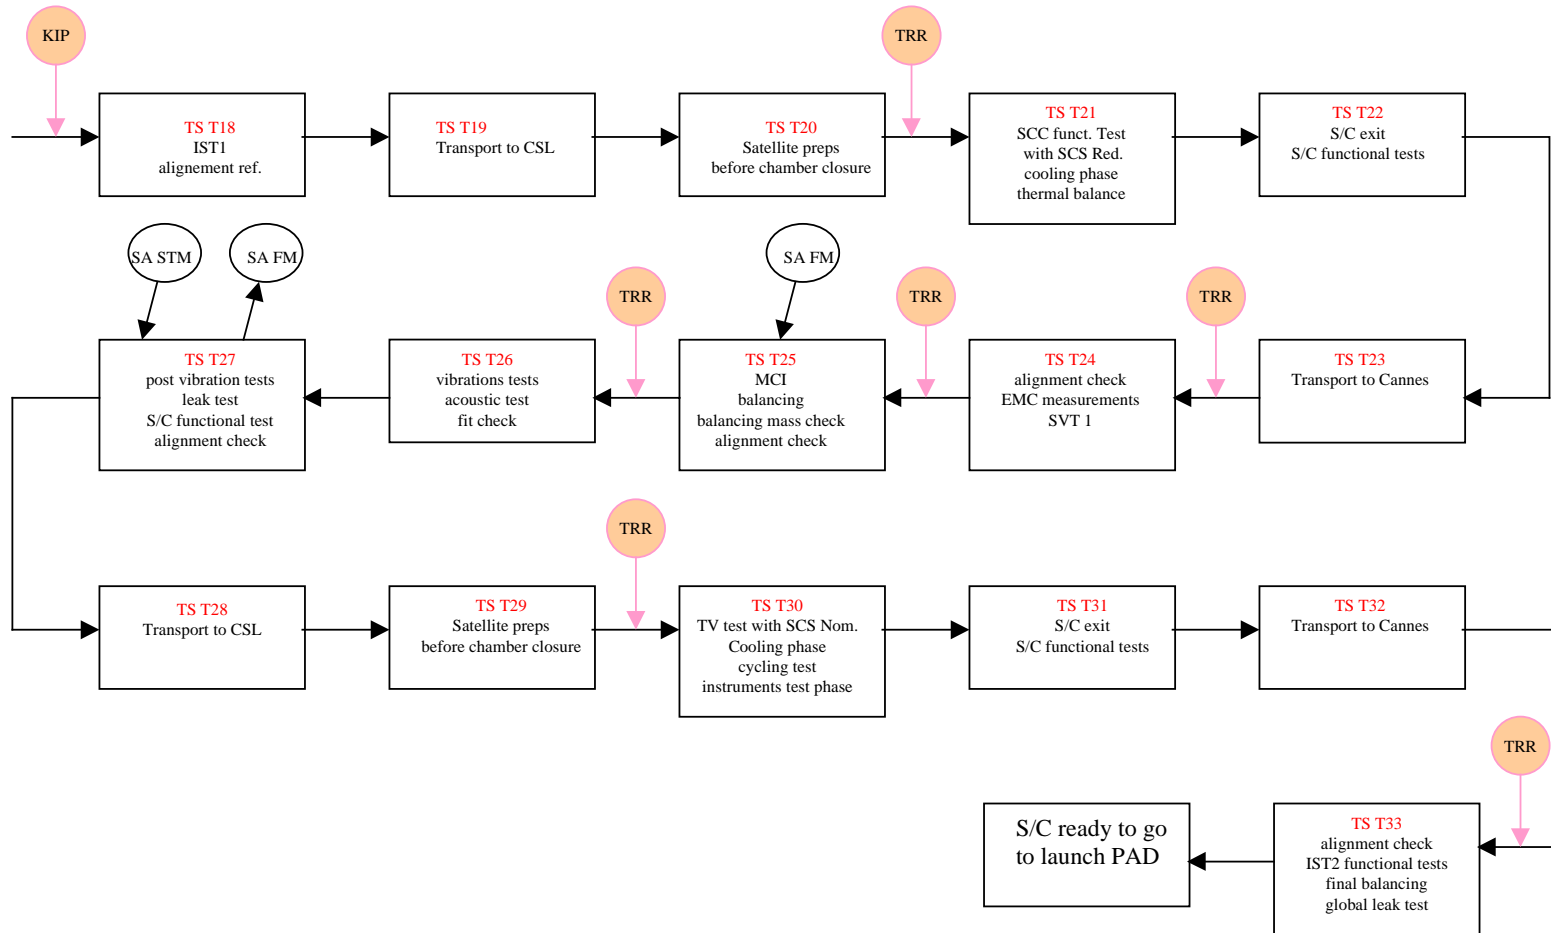 KIP
TRR
TS T18
IST1
alignement ref.
TS T19
Transport to CSL
TS T20
Satellite preps
before chamber closure
TS T21
SCC funct. Test
with SCS Red.
cooling phase
thermal balance
TS T22
S/C exit
S/C functional tests
SA STM
SA FM
TRR
SA FM
TRR
TRR
TS T27
post vibration tests
leak test
S/C functional test
alignment check
TS T26
vibrations tests
acoustic test
fit check
TS T25
MCI
balancing
balancing mass check
alignment check
TS T24
alignment check
EMC measurements
SVT 1
TS T23
Transport to Cannes
TRR
TS T28
Transport to CSL
TS T29
Satellite preps
before chamber closure
TS T30
TV test with SCS Nom.
Cooling phase
cycling test
instruments test phase
TS T31
S/C exit
S/C functional tests
TS T32
Transport to Cannes
TRR
S/C ready to go
to launch PAD
TS T33
alignment check
IST2 functional tests
final balancing
global leak test